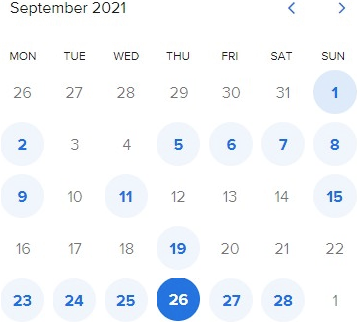 September 2021 < >
MON TUE WED THU FRI SAT SUN
26 27 28 29 30 31 1
2 3 4 5 6 7 8
9 10 11 12 13 14 15
16 17 18 19 20 21 22
23 24 25 26 27 28 1